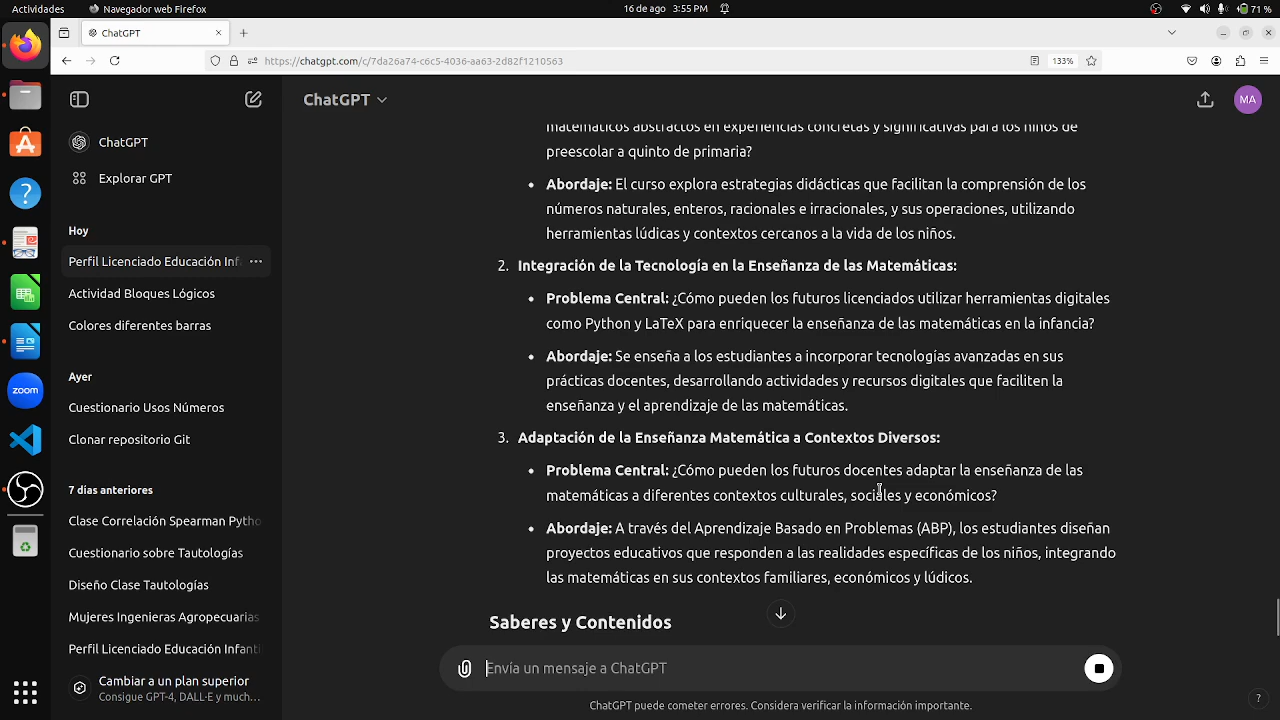 Actividades
Navegador web Firefox
16 de ago 3:55 PM
71 %
ChatGPT
https://chatgpt.com/c/7da26a74-c6c5-4036-aa63-2d82f1210563
133%
ChatGPT
MA
ChatGPT
Explorar GPT
Hoy
Perfil Licenciado Educación Inf
Actividad Bloques Lógicos
Colores diferentes barras
Ayer
Cuestionario Usos Números
Clonar repositorio Git
7 días anteriores
Clase Correlación Spearman Pytho
Cuestionario sobre Tautologías
Diseño Clase Tautologías
Mujeres Ingenieras Agropecuarias
Perfil Licenciado Educación Infanti
Cambiar a un plan superior
Consigue GPT-4, DALL·E y much...
zoom
matemáticos abstractos en experiencias concretas y significativas para los niños de
preescolar a quinto de primaria?
• Abordaje: El curso explora estrategias didácticas que facilitan la comprensión de los
números naturales, enteros, racionales e irracionales, y sus operaciones, utilizando
herramientas lúdicas y contextos cercanos a la vida de los niños.
2. Integración de la Tecnología en la Enseñanza de las Matemáticas:
• Problema Central: ¿Cómo pueden los futuros licenciados utilizar herramientas digitales
como Python y LaTeX para enriquecer la enseñanza de las matemáticas en la infancia?
• Abordaje: Se enseña a los estudiantes a incorporar tecnologías avanzadas en sus
prácticas docentes, desarrollando actividades y recursos digitales que faciliten la
enseñanza y el aprendizaje de las matemáticas.
3. Adaptación de la Enseñanza Matemática a Contextos Diversos:
• Problema Central: ¿Cómo pueden los futuros docentes adaptar la enseñanza de las
matemáticas a diferentes contextos culturales, sociales y económicos?
• Abordaje: A través del Aprendizaje Basado en Problemas (ABP), los estudiantes diseñan
proyectos educativos que responden a las realidades específicas de los niños, integrando
las matemáticas en sus contextos familiares, económicos y lúdicos.
Saberes y Contenidos
Envía un mensaje a ChatGPT
ChatGPT puede cometer errores. Considera verificar la información importante.
?